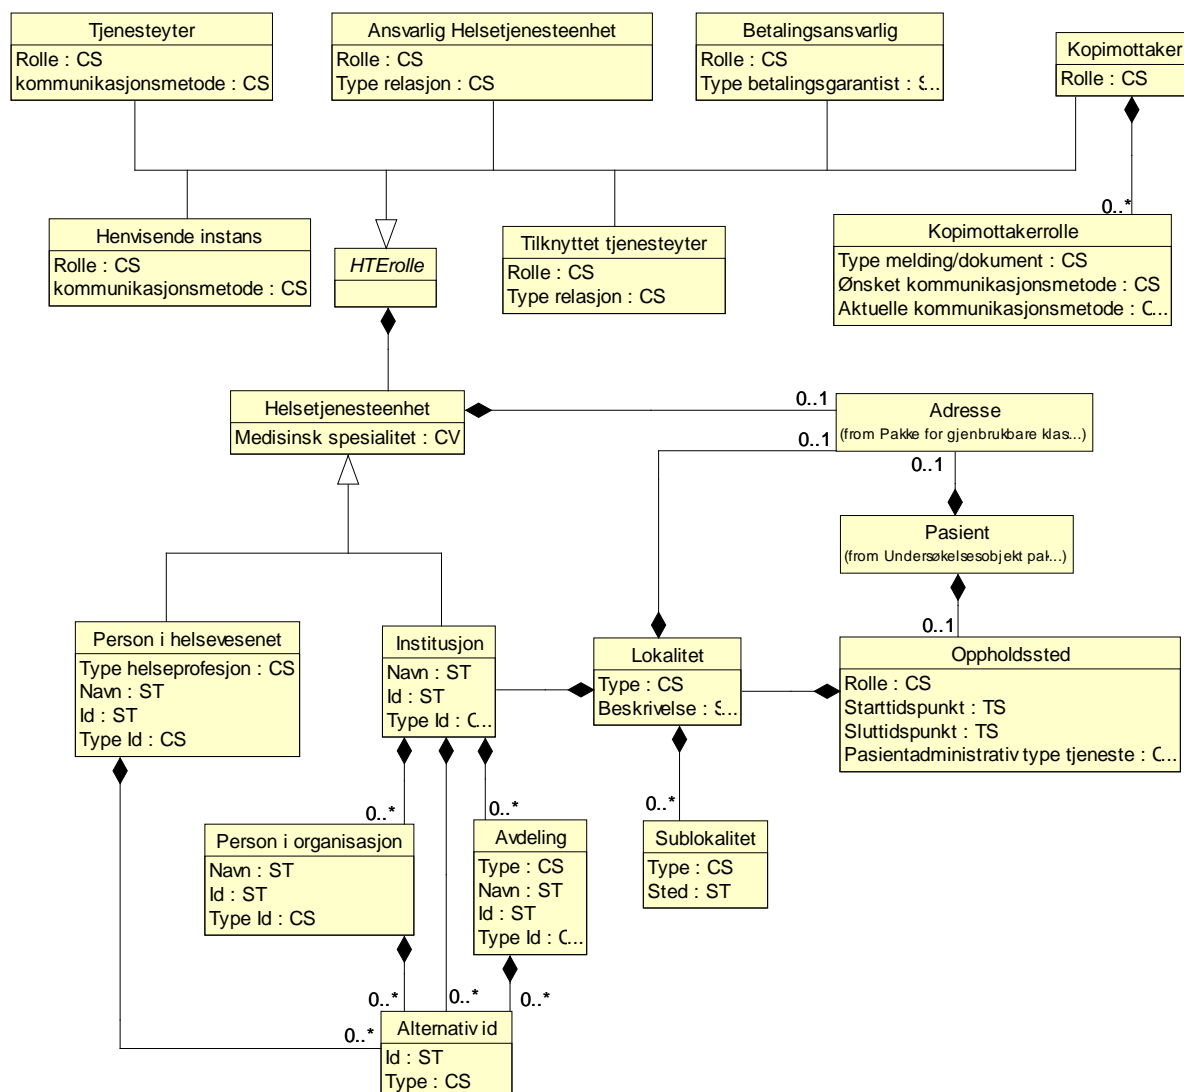 Tjenesteyter
Rolle : CS
kommunikasjonsmetode : CS
Ansvarlig Helsetjenesteenhet
Rolle : CS
Type relasjon : CS
Betalingsansvarlig
Rolle : CS
Type betalingsgarantist : S...
Kopimottaker
Rolle : CS
0..*
Henvisende instans
Rolle : CS
kommunikasjonsmetode : CS
HTErolle
Tilknyttet tjenesteyter
Rolle : CS
Type relasjon : CS
Kopimottakerrolle
Type melding/dokument : CS
Ønsket kommunikasjonsmetode : CS
Aktuelle kommunikasjonsmetode : C...
Helsetjenesteenhet
Medisinsk spesialitet : CV
0..1
0..1
Adresse
(from Pakke for gjenbrukbare klas...)
0..1
Pasient
(from Undersøkelsesobjekt pak...)
0..1
Person i helsevesenet
Type helseprofesjon : CS
Navn : ST
Id : ST
Type Id : CS
Institusjon
Navn : ST
Id : ST
Type Id : C...
Lokalitet
Type : CS
Beskrivelse : S...
Oppholdssted
Rolle : CS
Starttidspunkt : TS
Sluttidspunkt : TS
Pasientadministrativ type tjeneste : C...
0..*
0..*
0..*
Person i organisasjon
Navn : ST
Id : ST
Type Id : CS
Avdeling
Type : CS
Navn : ST
Id : ST
Type Id : C...
Sublokalitet
Type : CS
Sted : ST
0..*
0..*
0..*
0..*
Alternativ id
Id : ST
Type : CS